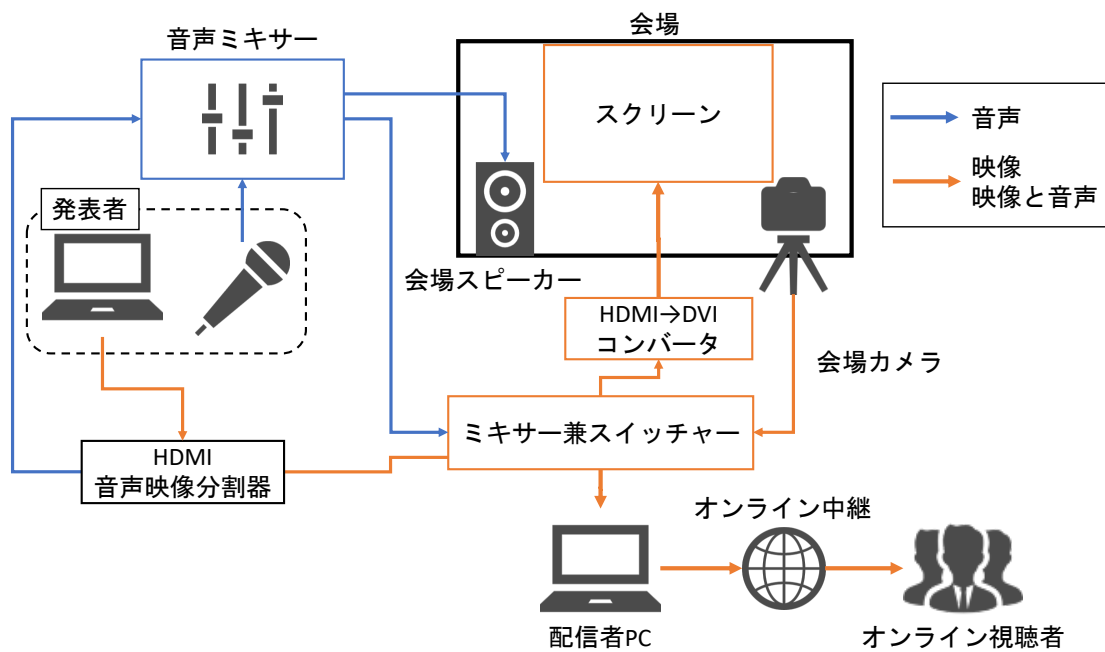 会場
音声ミキサー
スクリーン
音声
映像
映像と音声
発表者
会場スピーカー
HDMI→DVI
コンバータ
会場カメラ
ミキサー兼スイッチャー
HDMI
音声映像分割器
オンライン中継
配信者PC
オンライン視聴者